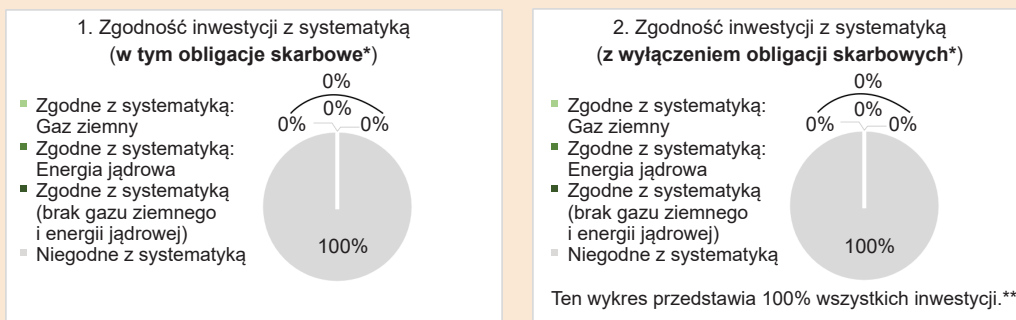 1. Zgodność inwestycji z systematyką
(w tym obligacje skarbowe*)
0%
0%
0%
0%
Zgodne z systematyką:
Gaz ziemny
Zgodne z systematyką:
Energia jądrowa
Zgodne z systematyką
(brak gazu ziemnego
i energii jądrowej)
Niegodne z systematyką
100%
2. Zgodność inwestycji z systematyką
(z wyłączeniem obligacji skarbowych*)
0%
0%
0%
0%
Zgodne z systematyką:
Gaz ziemny
Zgodne z systematyką:
Energia jądrowa
Zgodne z systematyką
(brak gazu ziemnego
i energii jądrowej)
Niegodne z systematyką
100%
Ten wykres przedstawia 100% wszystkich inwestycji.**